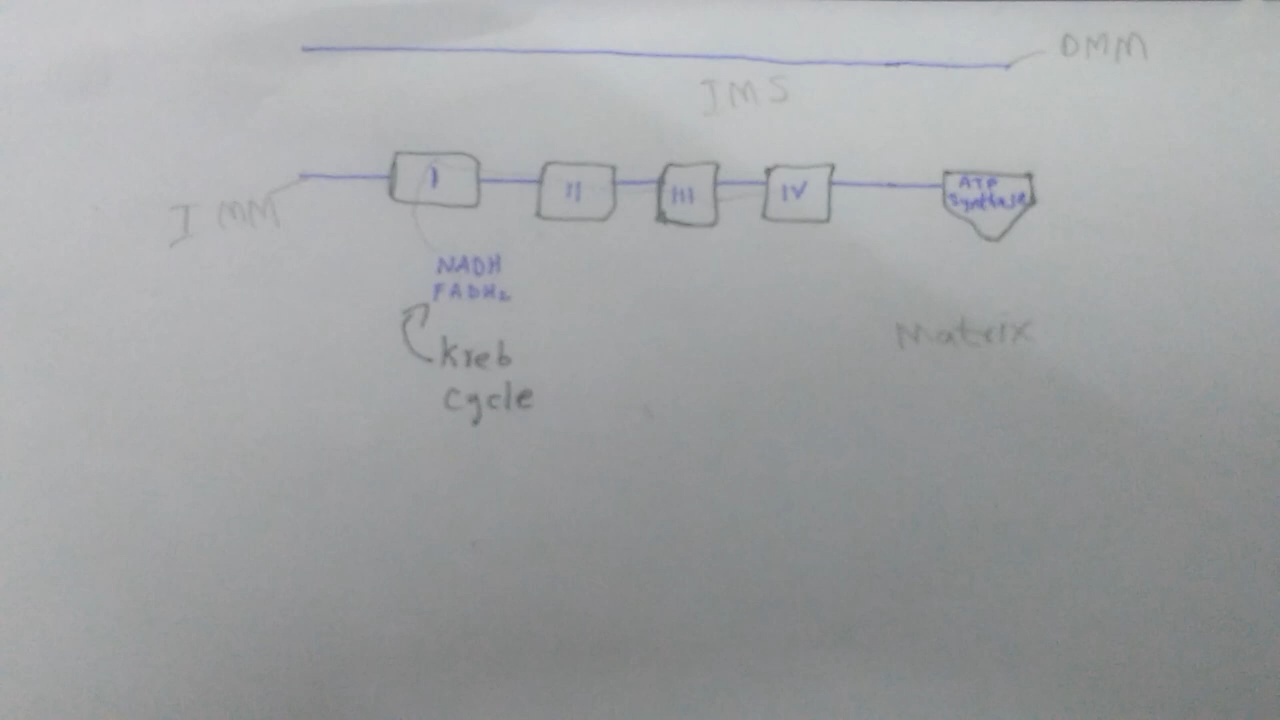 OMM
IMS
I
II
III
IV
ATP
Synthase
IMM
NADH
FADH₂
Kreb
cycle
Matrix